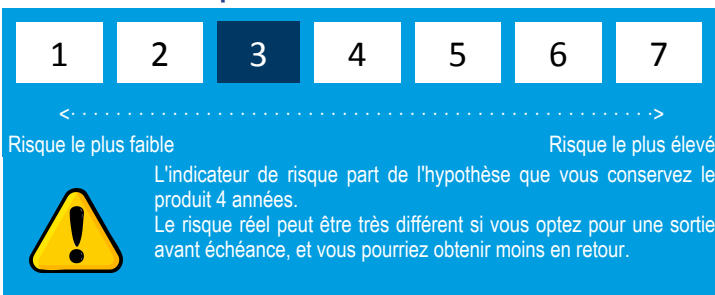 1 2 3 4 5 6 7
<· · · · · · · · · · · · · · · · · · · · · · · · · · · · · · · · · · · · · · · · · · · · · · · · · · · ·>
Risque le plus faible Risque le plus élevé
L'indicateur de risque part de l'hypothèse que vous conservez le
produit 4 années.
Le risque réel peut être très différent si vous optez pour une sortie
avant échéance, et vous pourriez obtenir moins en retour.